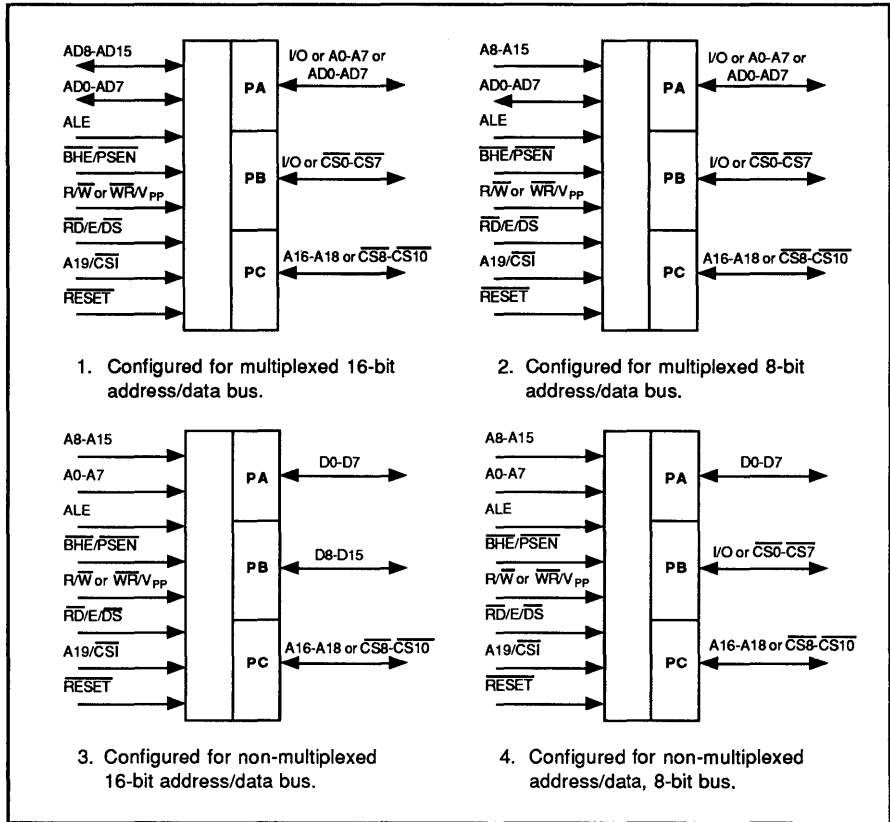 AD8-AD15
AD0-AD7
ALE
BHE/PSEN
R/W or WR/VPP
RD/E/DS
A19/CSI
RESET
PA
PB
PC
I/O or A0-A7 or
AD0-AD7
I/O or CS0-CS7
A16-A18 or CS8-CS10
1. Configured for multiplexed 16-bit
address/data bus.
A8-A15
AD0-AD7
ALE
BHE/PSEN
R/W or WR/VPP
RD/E/DS
A19/CSI
RESET
PA
PB
PC
I/O or A0-A7 or
AD0-AD7
I/O or CS0-CS7
A16-A18 or CS8-CS10
2. Configured for multiplexed 8-bit
address/data bus.
A8-A15
A0-A7
ALE
BHE/PSEN
R/W or WR/VPP
RD/E/DS
A19/CSI
RESET
PA
PB
PC
D0-D7
D8-D15
A16-A18 or CS8-CS10
3. Configured for non-multiplexed
16-bit address/data bus.
A8-A15
A0-A7
ALE
BHE/PSEN
R/W or WR/VPP
RD/E/DS
A19/CSI
RESET
PA
PB
PC
D0-D7
I/O or CS0-CS7
A16-A18 or CS8-CS10
4. Configured for non-multiplexed
address/data, 8-bit bus.